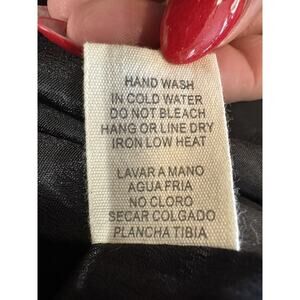 HAND WASH
IN COLD WATER
DO NOT BLEACH
HANG OR LINE DRY
IRON LOW HEAT
LAVAR A MANO
AGUA FRIA
NO CLORO
SECAR COLGADO
PLANCHA TIBIA